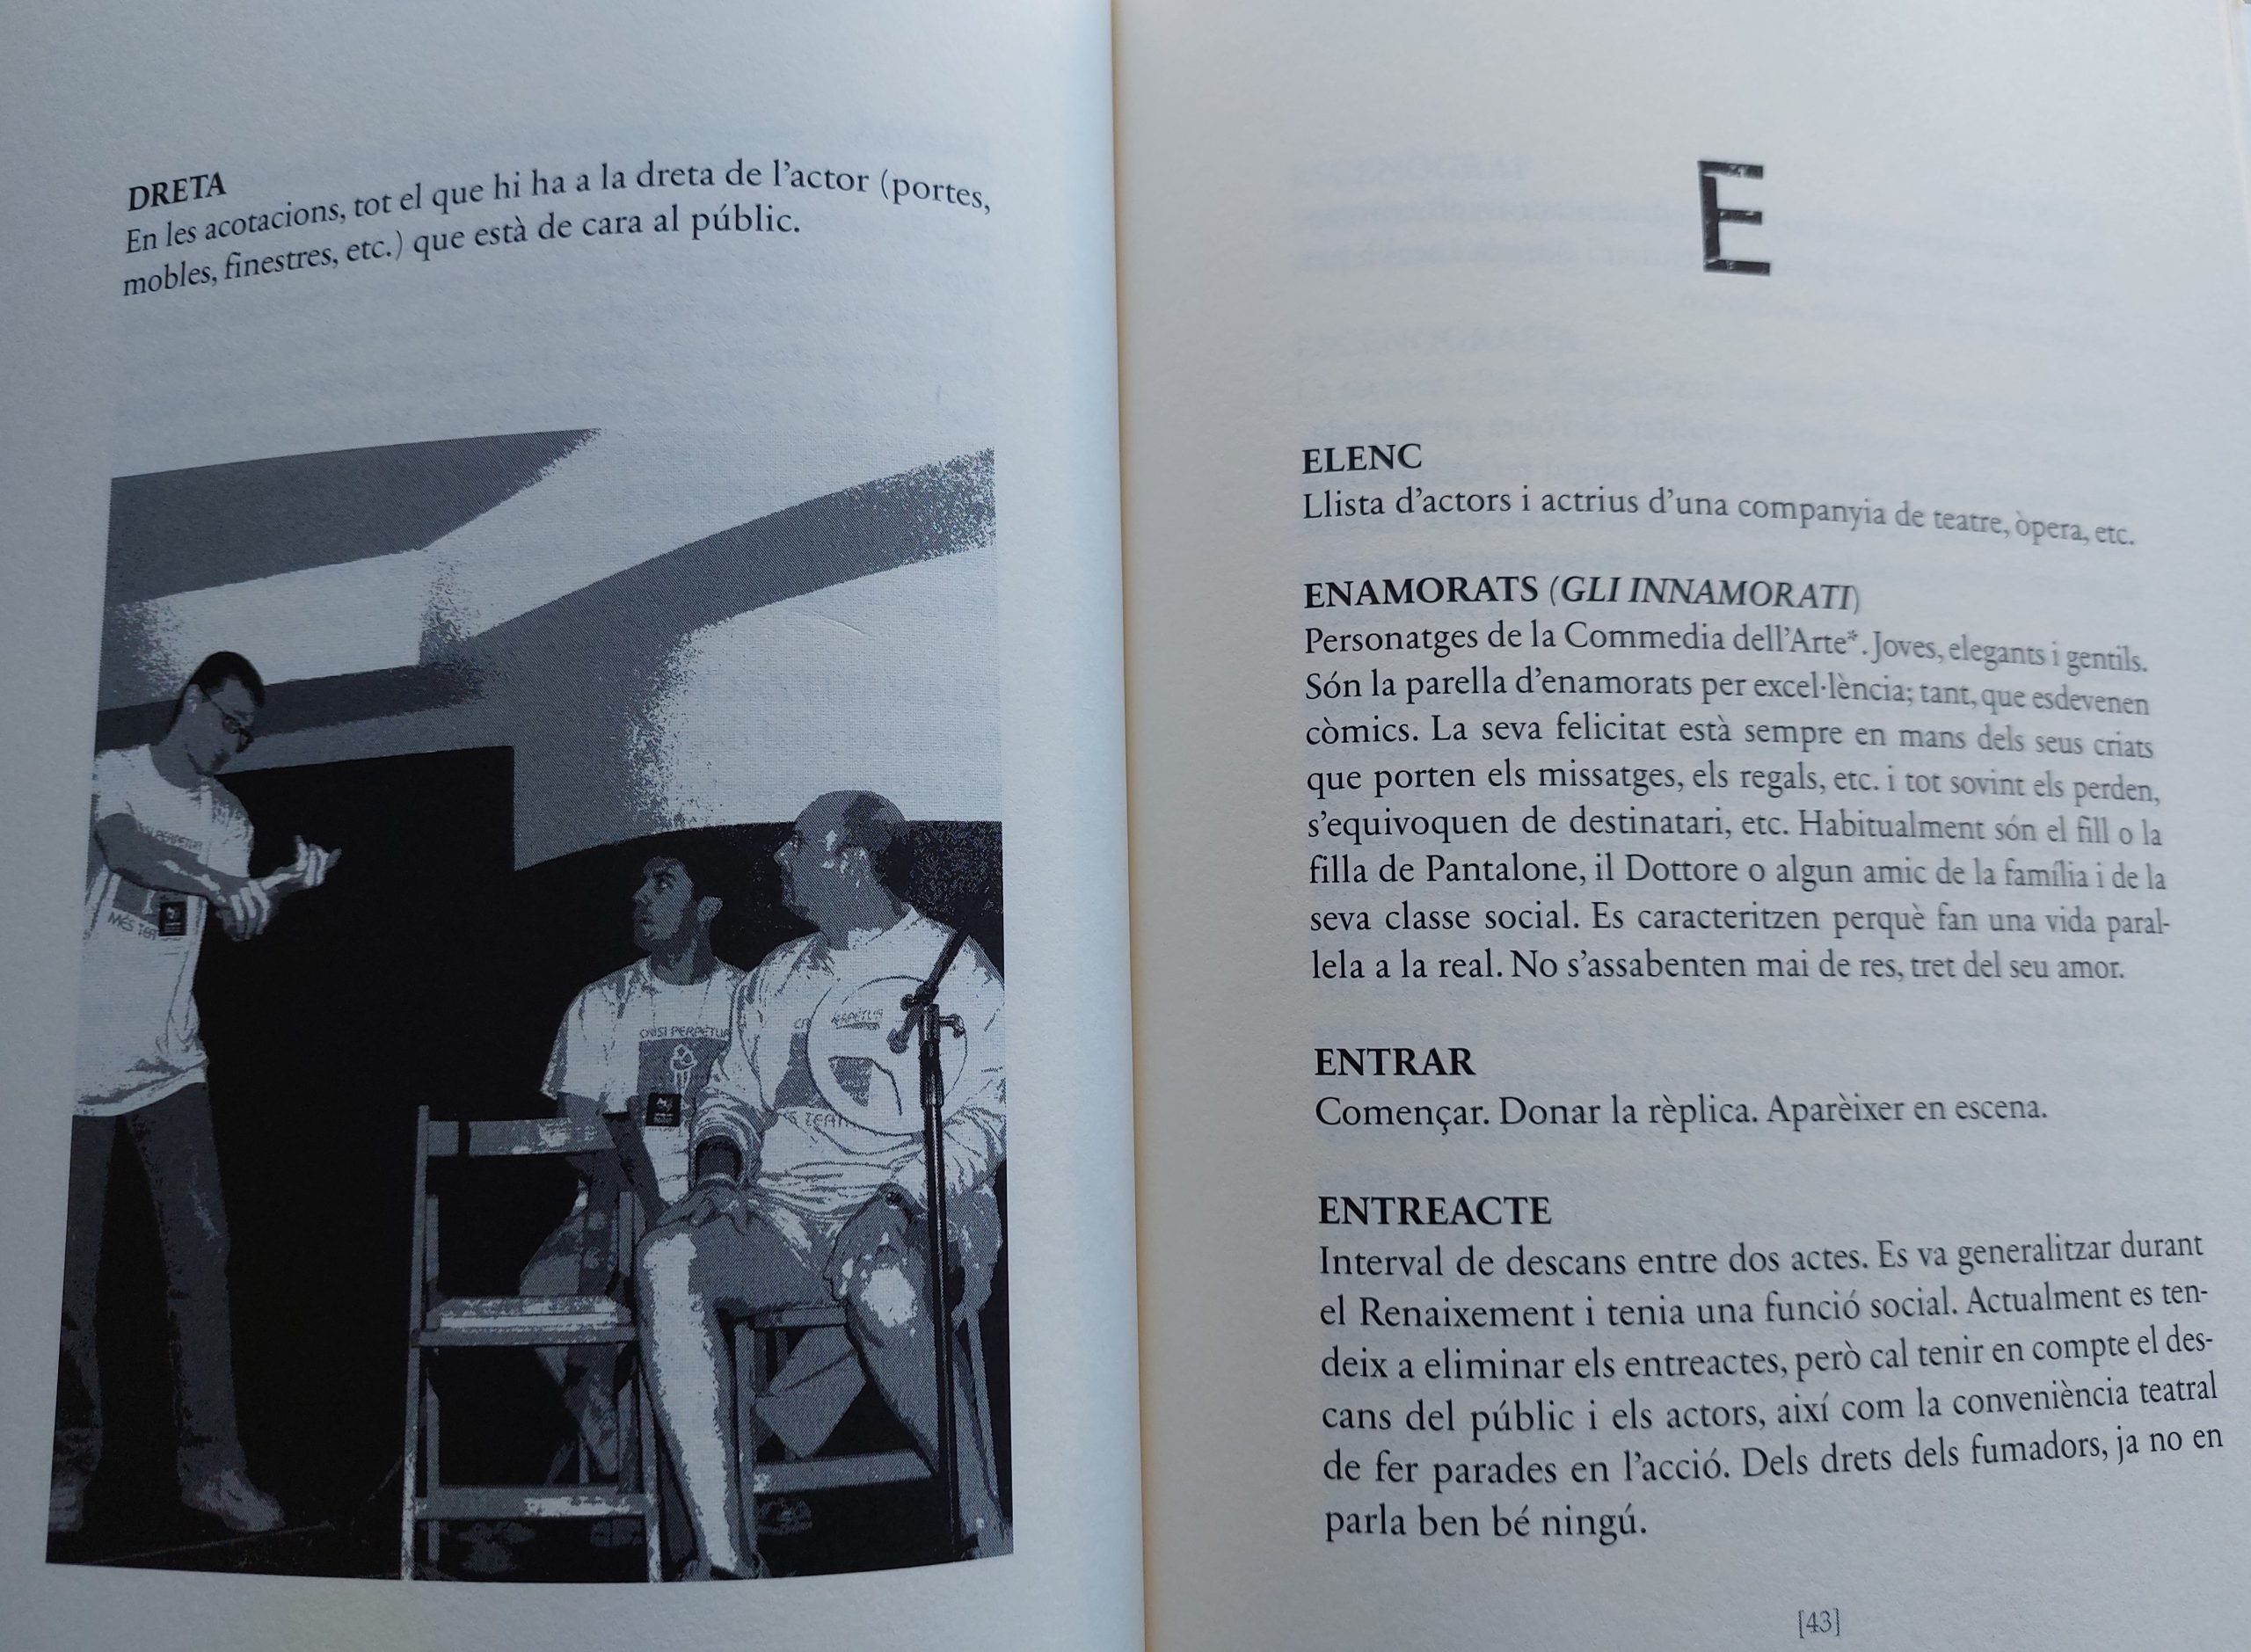 DRETA
En les acotacions, tot el que hi ha a la dreta de l'actor (portes,
mobles, finestres, etc.) que està de cara al públic.
MÉS TEA
CRISI PERPÈTUA
E
ELENC
Llista d'actors i actrius d'una companyia de teatre, òpera, etc.
ENAMORATS (GLI INNAMORATI)
Personatges de la Commedia dell'Arte*. Joves, elegants i gentils.
Són la parella d'enamorats per excel·lència; tant, que esdevenen
còmics. La seva felicitat està sempre en mans dels seus criats
que porten els missatges, els regals, etc. i tot sovint els perden,
s'equivoquen de destinatari, etc. Habitualment són el fill o la
filla de Pantalone, il Dottore o algun amic de la família i de la
seva classe social. Es caracteritzen perquè fan una vida paral-
lela a la real. No s'assabenten mai de res, tret del seu amor.
ENTRAR
Començar. Donar la rèplica. Aparèixer en escena.
ENTREACTE
Interval de descans entre dos actes. Es va generalitzar durant
el Renaixement i tenia una funció social. Actualment es ten-
deix a eliminar els entreactes, però cal tenir en compte el des-
cans del públic i els actors, així com la conveniència teatral
de fer parades en l'acció. Dels drets dels fumadors, ja no en
parla ben bé ningú.
[43]